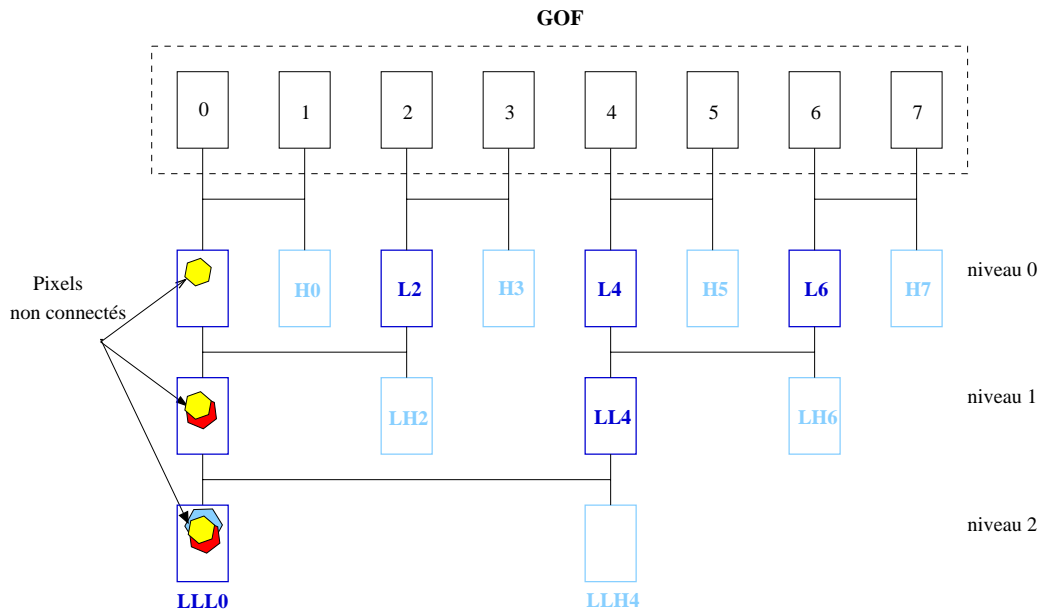 GOF
0 1 2 3 4 5 6 7
H0 L2 H3 L4 H5 L6 H7
niveau 0
Pixels
non connectés
LH2 LL4 LH6
niveau 1
niveau 2
LLL0 LLH4